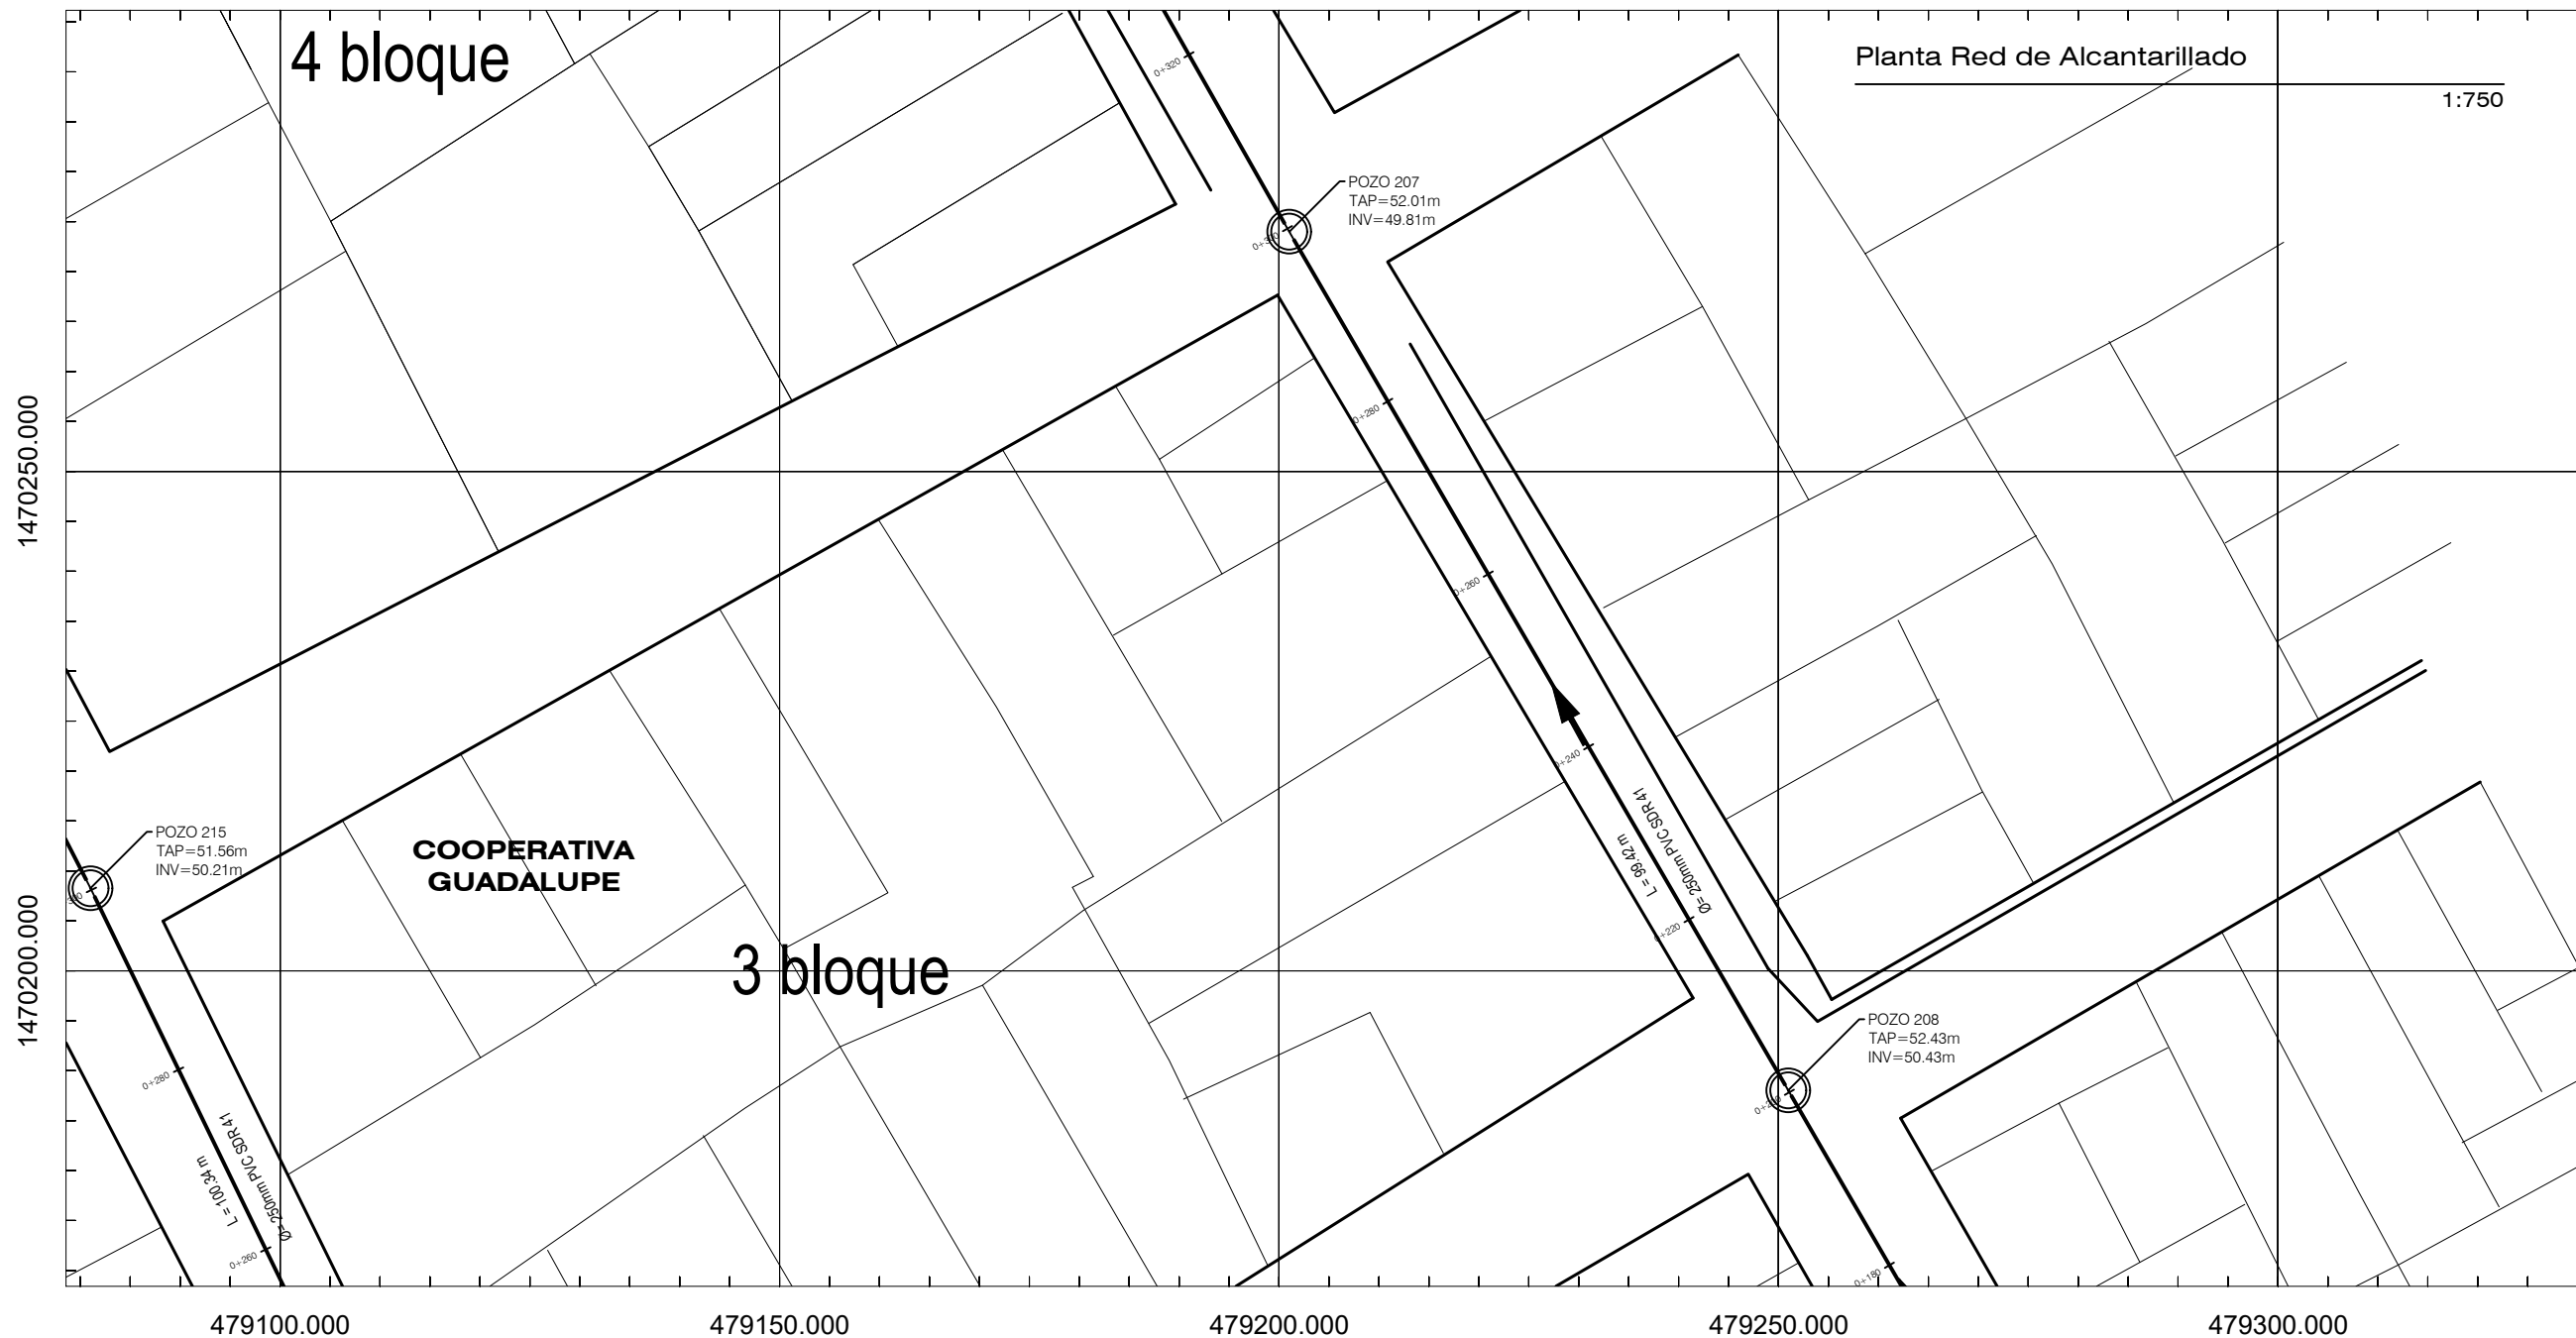 4 bloque
Planta Red de Alcantarillado
1:750
0+320
POZO 207
TAP=52.01m
INV=49.81m
0+280
1470250.000
0+260
0+240
POZO 215
TAP=51.56m
INV=50.21m
COOPERATIVA
GUADALUPE
L = 99.42 m
Ø= 250mm PVC SDR 41
0+220
3 bloque
1470200.000
POZO 208
TAP=52.43m
INV=50.43m
0+280
L = 100.34 m
Ø= 250mm PVC SDR 41
0+260
0+180
479100.000
479150.000
479200.000
479250.000
479300.000